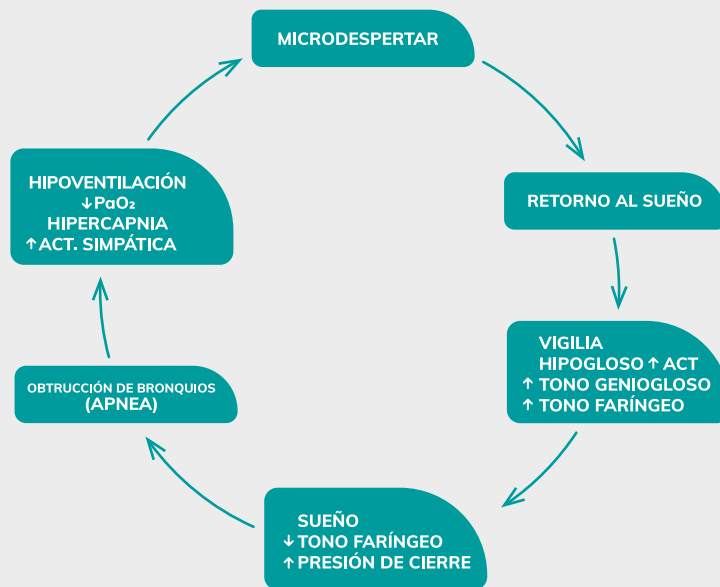 MICRODESPERTAR
RETORNO AL SUEÑO
VIGILIA
HIPOGLOSO ↑ ACT
↑ TONO GENIOGLOSO
↑ TONO FARÍNGEO
SUEÑO
↓ TONO FARÍNGEO
↑ PRESIÓN DE CIERRE
OBTRUCCIÓN DE BRONQUIOS
(APNEA)
HIPOVENTILACIÓN
↓PaO₂
HIPERCAPNIA
↑ ACT. SIMPÁTICA